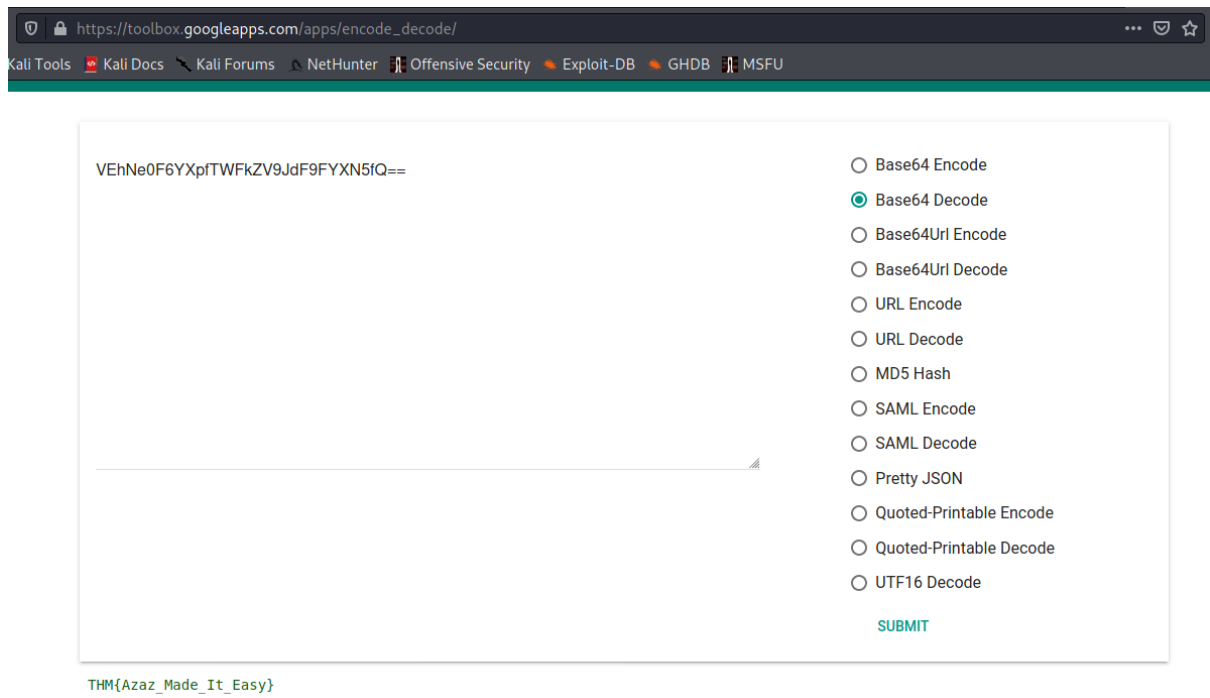 https://toolbox.googleapps.com/apps/encode_decode/
Kali Tools Kali Docs Kali Forums NetHunter Offensive Security Exploit-DB GHDB MSFU
VEhNe0F6YXpfTWFkZV9JdF9FYXN5fQ==
Base64 Encode
Base64 Decode
Base64Url Encode
Base64Url Decode
URL Encode
URL Decode
MD5 Hash
SAML Encode
SAML Decode
Pretty JSON
Quoted-Printable Encode
Quoted-Printable Decode
UTF16 Decode
SUBMIT
THM{Azaz_Made_It_Easy}